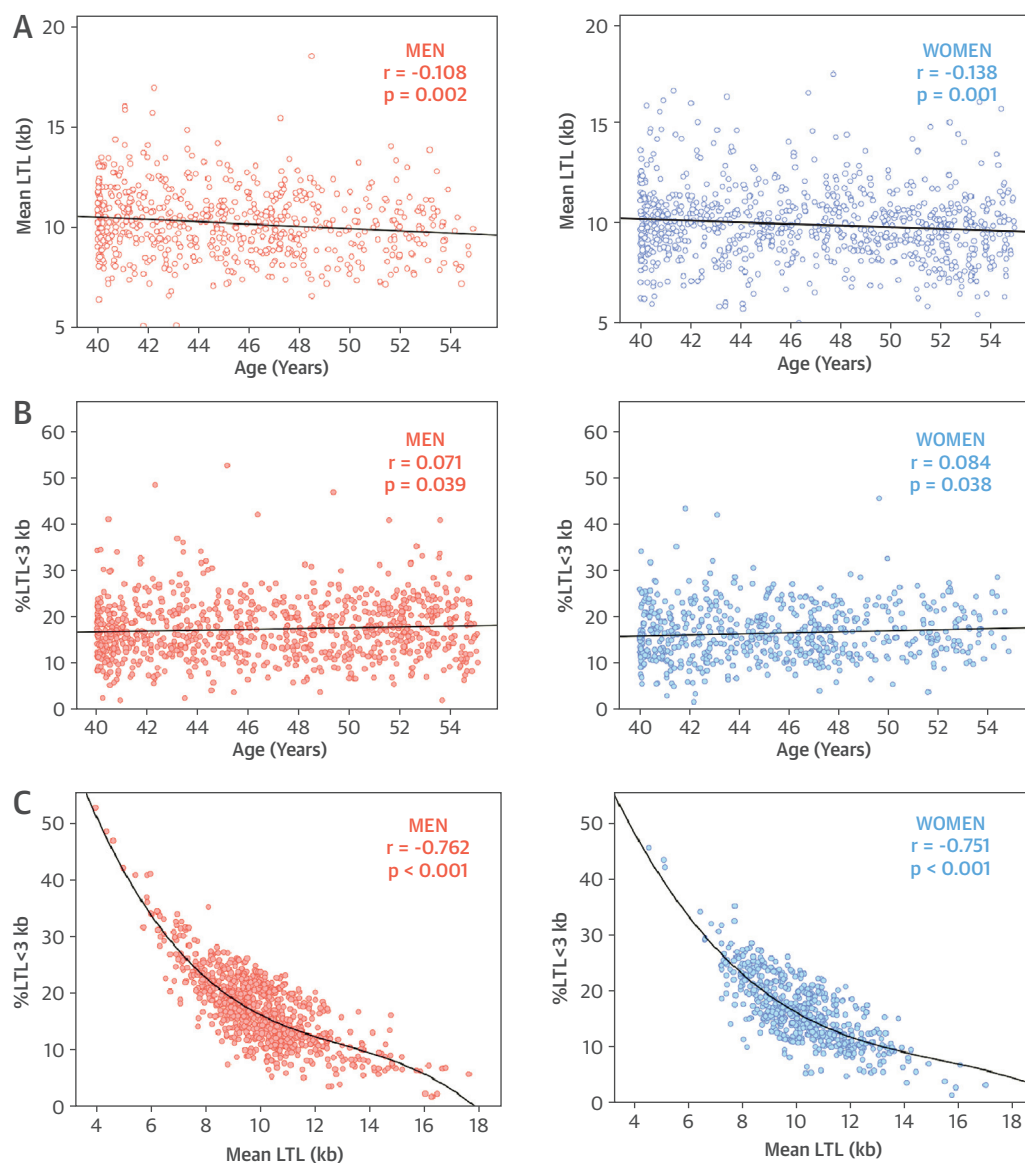 A
MEN
r = -0.108
p = 0.002
Mean LTL (kb)
20
15
10
5
40 42 44 46 48 50 52 54
Age (Years)
WOMEN
r = -0.138
p = 0.001
Mean LTL (kb)
20
15
10
5
40 42 44 46 48 50 52 54
Age (Years)
B
MEN
r = 0.071
p = 0.039
%LTL<3 kb
60
50
40
30
20
10
0
40 42 44 46 48 50 52 54
Age (Years)
WOMEN
r = 0.084
p = 0.038
%LTL<3 kb
60
50
40
30
20
10
0
40 42 44 46 48 50 52 54
Age (Years)
C
MEN
r = -0.762
p < 0.001
%LTL<3 kb
50
40
30
20
10
0
4 6 8 10 12 14 16 18
Mean LTL (kb)
WOMEN
r = -0.751
p < 0.001
%LTL<3 kb
50
40
30
20
10
0
4 6 8 10 12 14 16 18
Mean LTL (kb)